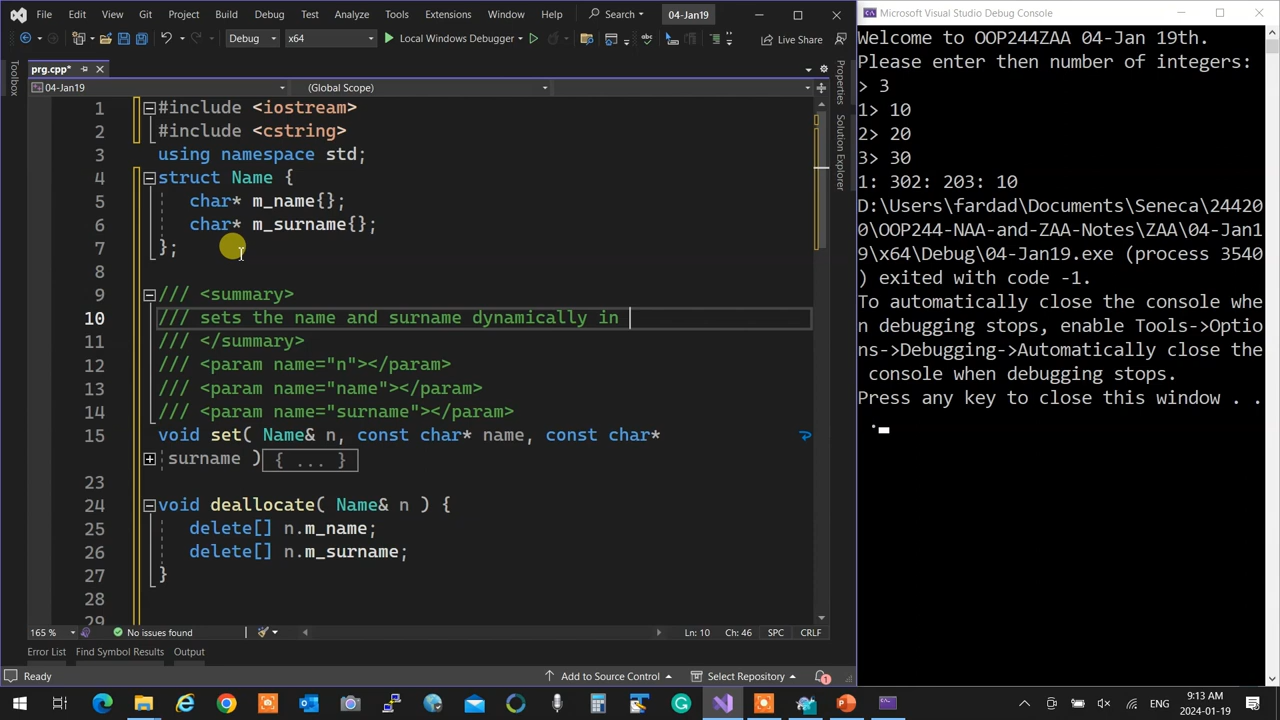 File Edit View Git Project Build Debug Test Analyze Tools Extensions Window Help Search 04-Jan19
Debug x64 Local Windows Debugger Live Share
prg.cpp*
04-Jan19 (Global Scope)
Toolbox
1 #include <iostream>
2 #include <cstring>
3 using namespace std;
4 struct Name {
5 char* m_name{};
6 char* m_surname{};
7 };
8
9 /// <summary>
10 /// sets the name and surname dynamically in
11 /// </summary>
12 /// <param name="n"></param>
13 /// <param name="name"></param>
14 /// <param name="surname"></param>
15 void set( Name& n, const char* name, const char*
surname ){ ... }
23
24 void deallocate( Name& n ) {
25 delete[] n.m_name;
26 delete[] n.m_surname;
27 }
28
29
165 % No issues found Ln: 10 Ch: 46 SPC CRLF
Error List Find Symbol Results Output
Ready Add to Source Control Select Repository 1
Properties
Solution Explorer
Microsoft Visual Studio Debug Console
Welcome to OOP244ZAA 04-Jan 19th.
Please enter then number of integers:
> 3
1> 10
2> 20
3> 30
1: 302: 203: 10
D:\Users\fardad\Documents\Seneca\24420
0\OOP244-NAA-and-ZAA-Notes\ZAA\04-Jan1
9\x64\Debug\04-Jan19.exe (process 3540
) exited with code -1.
To automatically close the console whe
n debugging stops, enable Tools->Optio
ns->Debugging->Automatically close the
console when debugging stops.
Press any key to close this window . .
.
ENG 9:13 AM
2024-01-19